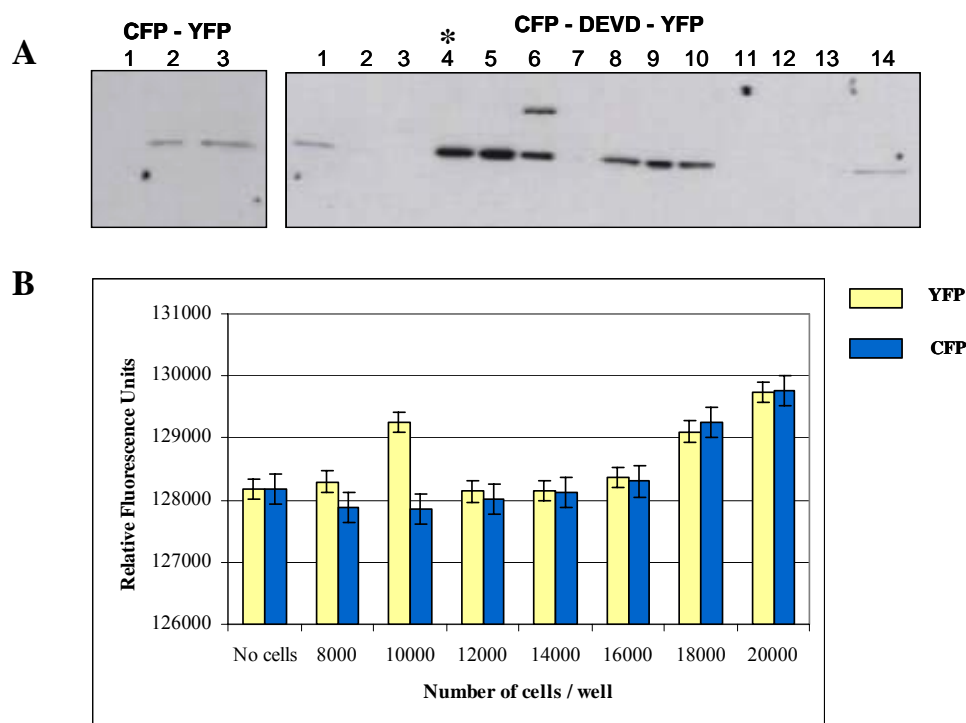 A
CFP - YFP
1 2 3
CFP - DEVD - YFP
*
1 2 3 4 5 6 7 8 9 10 11 12 13 14
B
131000
130000
129000
128000
127000
126000
Relative Fluorescence Units
No cells 8000 10000 12000 14000 16000 18000 20000
Number of cells / well
YFP
CFP